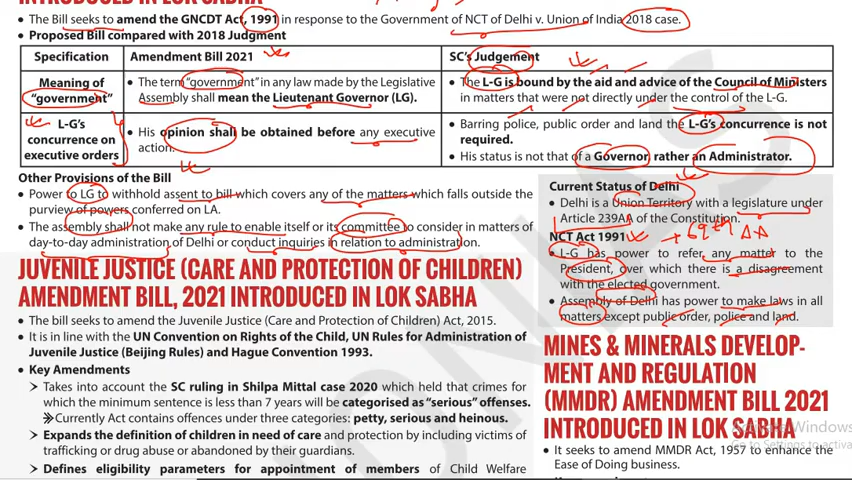 INTRODUCED IN LOK SABHA
• The Bill seeks to amend the GNCDT Act, 1991 in response to the Government of NCT of Delhi v. Union of India 2018 case.
• Proposed Bill compared with 2018 Judgment
Specification Amendment Bill 2021 SC's Judgement
Meaning of "government"
• The term "government" in any law made by the Legislative
Assembly shall mean the Lieutenant Governor (LG).
• The L-G is bound by the aid and advice of the Council of Ministers
in matters that were not directly under the control of the L-G.
L-G's
concurrence on
executive orders
• His opinion shall be obtained before any executive
action.
• Barring police, public order and land the L-G's concurrence is not
required.
• His status is not that of a Governor, rather an Administrator.
Other Provisions of the Bill
• Power to LG to withhold assent to bill which covers any of the matters which falls outside the
purview of powers conferred on LA.
• The assembly shall not make any rule to enable itself or its committee to consider in matters of
day-to-day administration of Delhi or conduct inquiries in relation to administration.
Current Status of Delhi
• Delhi is a Union Territory with a legislature under
Article 239AA of the Constitution.
→ 69th AA
NCT Act 1991
• L-G has power to refer any matter to the
President, over which there is a disagreement
with the elected government.
• Assembly of Delhi has power to make laws in all
matters except public order, police and land.
JUVENILE JUSTICE (CARE AND PROTECTION OF CHILDREN)
AMENDMENT BILL, 2021 INTRODUCED IN LOK SABHA
• The Bill seeks to amend the Juvenile Justice (Care and Protection of Children) Act, 2015.
• It is in line with the UN Convention on Rights of the Child, UN Rules for Administration of
Juvenile Justice (Beijing Rules) and Hague Convention 1993.
• Key Amendments
➤ Takes into account the SC ruling in Shilpa Mittal case 2020 which held that crimes for
which the minimum sentence is less than 7 years will be categorised as "serious" offenses.
⪢ Currently Act contains offences under three categories: petty, serious and heinous.
➤ Expands the definition of children in need of care and protection by including victims of
trafficking or drug abuse or abandoned by their guardians.
➤ Defines eligibility parameters for appointment of members of Child Welfare
MINES & MINERALS DEVELOP-
MENT AND REGULATION
(MMDR) AMENDMENT BILL 2021
INTRODUCED IN LOK SABHA
• It seeks to amend MMDR Act, 1957 to enhance the
Ease of Doing business.
Windows
Go to Settings to activa